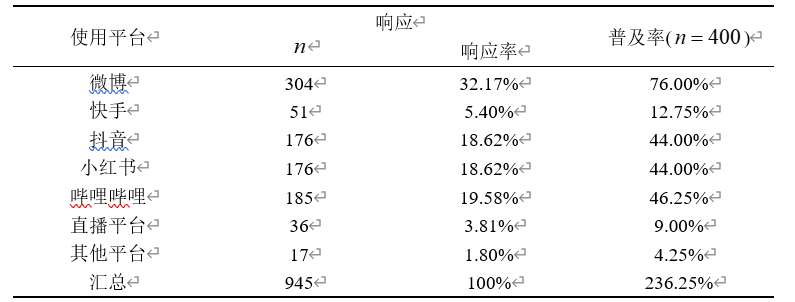 使用平台 响应 普及率(n = 400)
n 响应率
微博 304 32.17% 76.00%
快手 51 5.40% 12.75%
抖音 176 18.62% 44.00%
小红书 176 18.62% 44.00%
哔哩哔哩 185 19.58% 46.25%
直播平台 36 3.81% 9.00%
其他平台 17 1.80% 4.25%
汇总 945 100% 236.25%